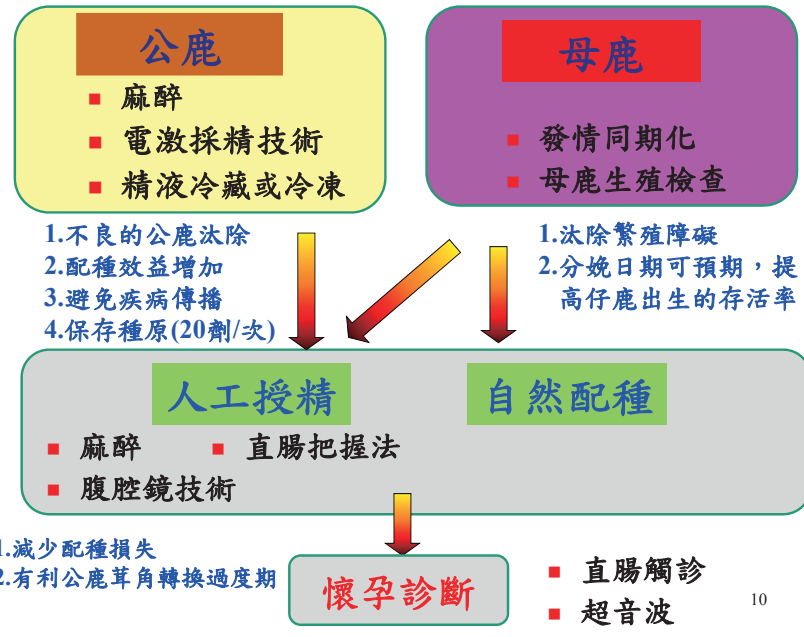 公鹿
■ 麻醉
■ 電激採精技術
■ 精液冷藏或冷凍
母鹿
■ 發情同期化
■ 母鹿生殖檢查
1.不良的公鹿汰除
2.配種效益增加
3.避免疾病傳播
4.保存種原(20劑/次)
1.汰除繁殖障礙
2.分娩日期可預期，提
高仔鹿出生的存活率
人工授精
■ 麻醉 ■ 直腸把握法
■ 腹腔鏡技術
自然配種
1.減少配種損失
2.有利公鹿茸角轉換過度期
懷孕診斷
■ 直腸觸診
■ 超音波
10